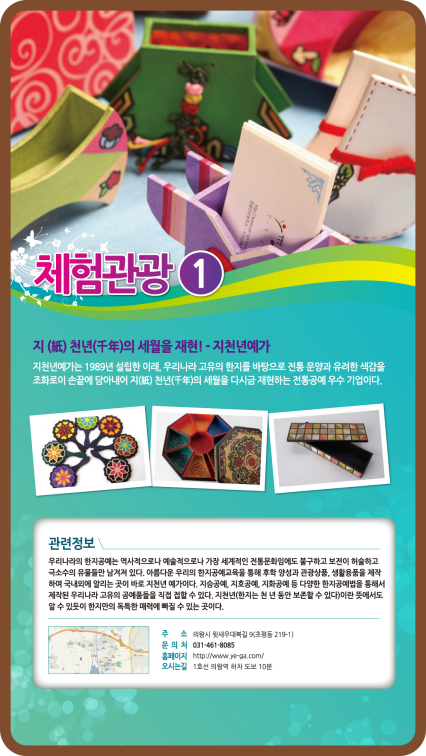 체험관광 1
지 (紙) 천년(千年)의 세월을 재현! - 지천년예가
지천년예가는 1989년 설립한 이래, 우리나라 고유의 한지를 바탕으로 전통 문양과 유려한 색감을
조화로이 손끝에 담아내어 지(紙) 천년(千年)의 세월을 다시금 재현하는 전통공예 우수 기업이다.
관련정보
우리나라의 한지공예는 역사적으로나 예술적으로나 가장 세계적인 전통문화임에도 불구하고 보전이 허술하고
극소수의 유물들만 남겨져 있다. 아름다운 우리의 한지공예교육을 통해 후학 양성과 관광상품, 생활용품을 제작
하여 국내외에 알리는 곳이 바로 지천년 예가이다. 지승공예, 지호공예, 지화공예 등 다양한 한지공예법을 통해서
제작된 우리나라 고유의 공예품들을 직접 접할 수 있다. 지천년(한지는 천 년 동안 보존할 수 있다)이란 뜻에서도
알 수 있듯이 한지만의 독특한 매력에 빠질 수 있는 곳이다.
주 소 의왕시 윗새우대북길 9(초평동 219-1)
문 의 처 031-461-8085
홈페이지 http://www.ye-ga.com/
오시는길 1호선 의왕역 하차 도보 10분